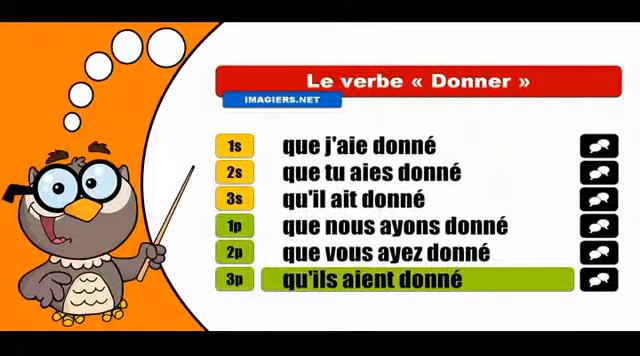 Le verbe « Donner »
IMAGIERS.NET
1s que j'aie donné
2s que tu aies donné
3s qu'il ait donné
1p que nous ayons donné
2p que vous ayez donné
3p qu'ils aient donné